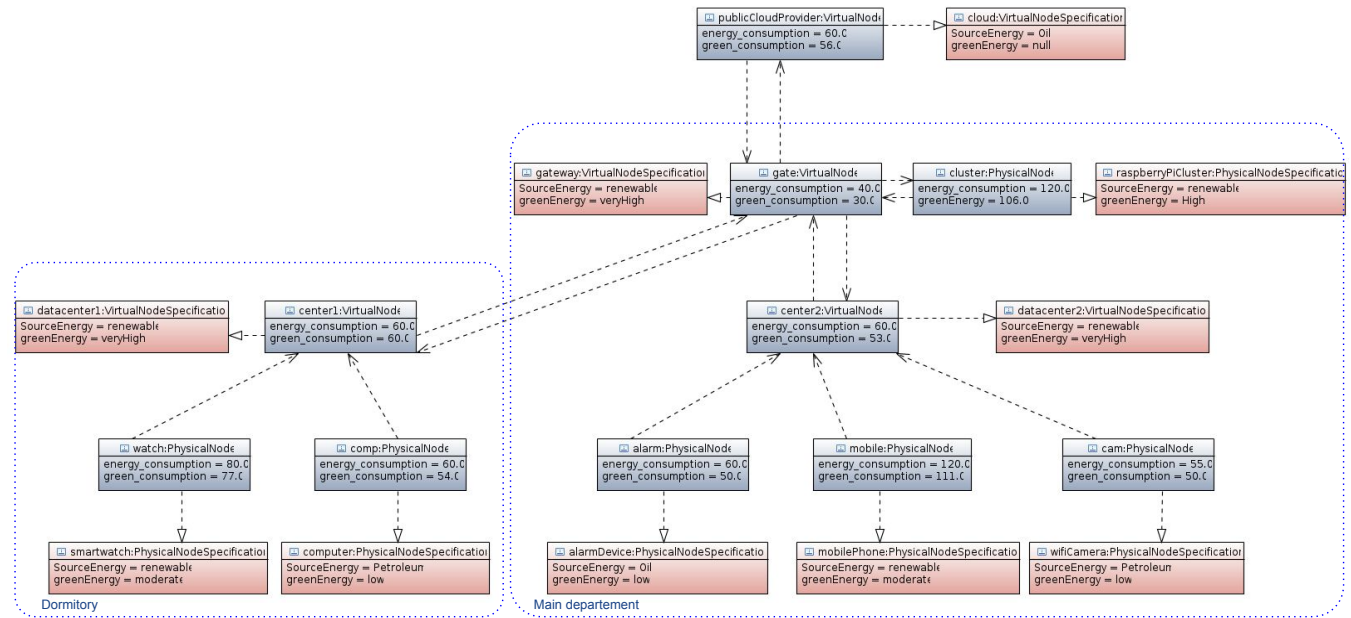 publicCloudProvider:VirtualNode
energy_consumption = 60.0
green_consumption = 56.0
cloud:VirtualNodeSpecification
SourceEnergy = Oil
greenEnergy = null
gateway:VirtualNodeSpecification
SourceEnergy = renewable
greenEnergy = veryHigh
gate:VirtualNode
energy_consumption = 40.0
green_consumption = 30.0
cluster:PhysicalNode
energy_consumption = 120.0
greenEnergy = 106.0
raspberryPiCluster:PhysicalNodeSpecificatic
SourceEnergy = renewable
greenEnergy = High
datacenter1:VirtualNodeSpecificatio
SourceEnergy = renewable
greenEnergy = veryHigh
center1:VirtualNode
energy_consumption = 60.0
green_consumption = 60.0
center2:VirtualNode
energy_consumption = 60.0
green_consumption = 53.0
datacenter2:VirtualNodeSpecificatio
SourceEnergy = renewable
greenEnergy = veryHigh
watch:PhysicalNode
energy_consumption = 80.0
green_consumption = 77.0
comp:PhysicalNode
energy_consumption = 60.0
green_consumption = 54.0
alarm:PhysicalNode
energy_consumption = 60.0
green_consumption = 50.0
mobile:PhysicalNode
energy_consumption = 120.0
green_consumption = 111.0
cam:PhysicalNode
energy_consumption = 55.0
green_consumption = 50.0
smartwatch:PhysicalNodeSpecification
SourceEnergy = renewable
greenEnergy = moderate
computer:PhysicalNodeSpecification
SourceEnergy = Petroleum
greenEnergy = low
alarmDevice:PhysicalNodeSpecificatio
SourceEnergy = Oil
greenEnergy = low
mobilePhone:PhysicalNodeSpecification
SourceEnergy = renewable
greenEnergy = moderate
wifiCamera:PhysicalNodeSpecification
SourceEnergy = Petroleum
greenEnergy = low
Dormitory
Main departement